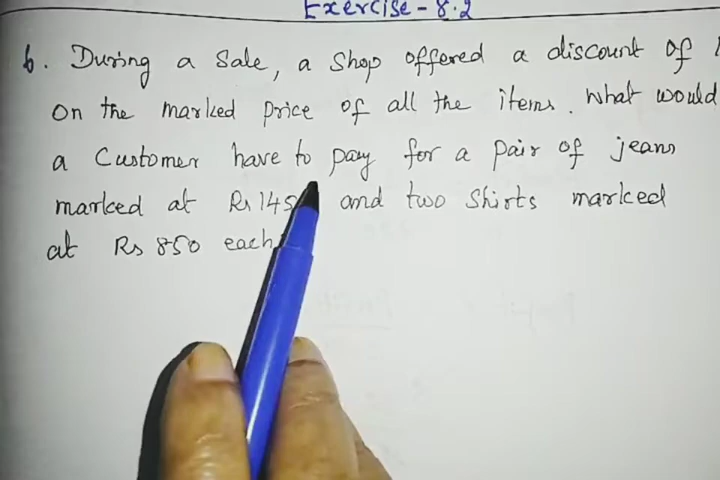 Exercise - 8.2
6. During a sale, a shop offered a discount of
on the marked price of all the items. What would
a customer have to pay for a pair of jeans
marked at Rs and two shirts marked
at Rs 850 each